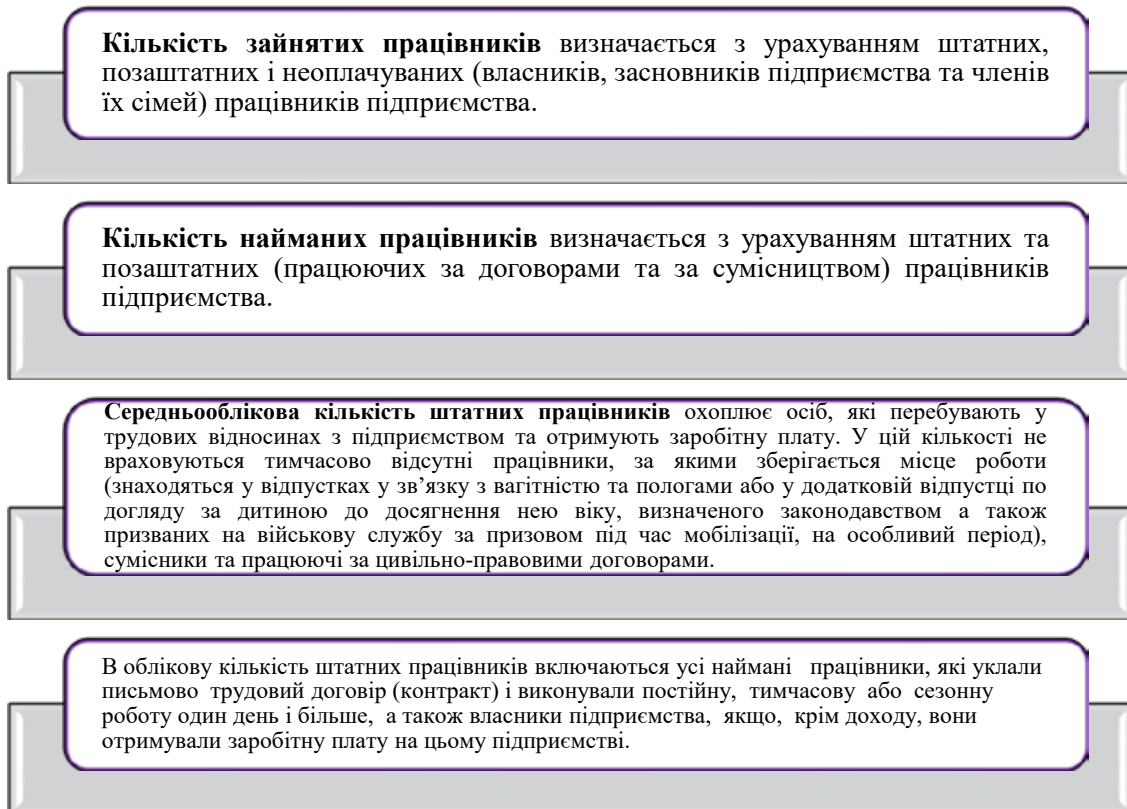 Кількість зайнятих працівників визначається з урахуванням штатних,
позаштатних і неоплачуваних (власників, засновників підприємства та членів
їх сімей) працівників підприємства.
Кількість найманих працівників визначається з урахуванням штатних та
позаштатних (працюючих за договорами та за сумісництвом) працівників
підприємства.
Середньооблікова кількість штатних працівників охоплює осіб, які перебувають у
трудових відносинах з підприємством та отримують заробітну плату. У цій кількості не
враховуються тимчасово відсутні працівники, за якими зберігається місце роботи
(знаходяться у відпустках у зв’язку з вагітністю та пологами або у додатковій відпустці по
догляду за дитиною до досягнення нею віку, визначеного законодавством а також
призваних на військову службу за призовом під час мобілізації, на особливий період),
сумісники та працюючі за цивільно-правовими договорами.
В облікову кількість штатних працівників включаються усі наймані працівники, які уклали
письмово трудовий договір (контракт) і виконували постійну, тимчасову або сезонну
роботу один день і більше, а також власники підприємства, якщо, крім доходу, вони
отримували заробітну плату на цьому підприємстві.